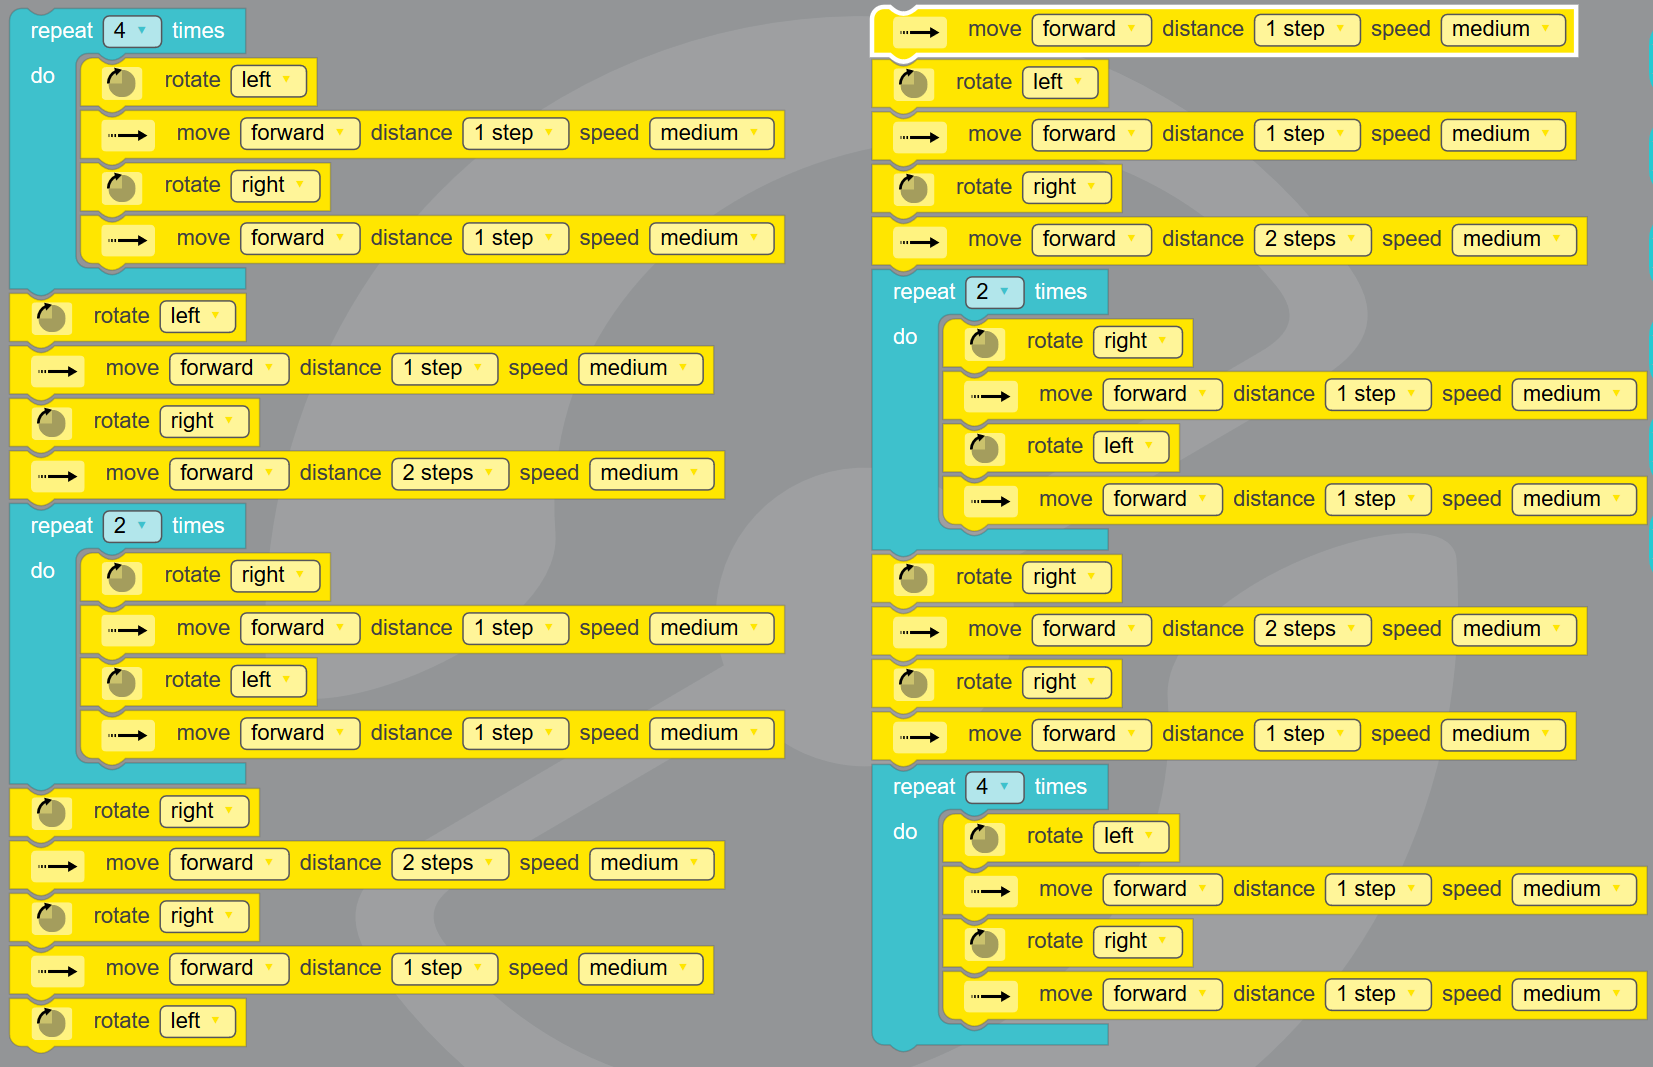 repeat 4 times
do
rotate left
move forward distance 1 step speed medium
rotate right
move forward distance 1 step speed medium
rotate left
move forward distance 1 step speed medium
rotate right
move forward distance 2 steps speed medium
repeat 2 times
do
rotate right
move forward distance 1 step speed medium
rotate left
move forward distance 1 step speed medium
rotate right
move forward distance 2 steps speed medium
rotate right
move forward distance 1 step speed medium
rotate left
move forward distance 1 step speed medium
rotate left
move forward distance 1 step speed medium
rotate right
move forward distance 2 steps speed medium
repeat 2 times
do
rotate right
move forward distance 1 step speed medium
rotate left
move forward distance 1 step speed medium
rotate right
move forward distance 2 steps speed medium
rotate right
move forward distance 1 step speed medium
repeat 4 times
do
rotate left
move forward distance 1 step speed medium
rotate right
move forward distance 1 step speed medium